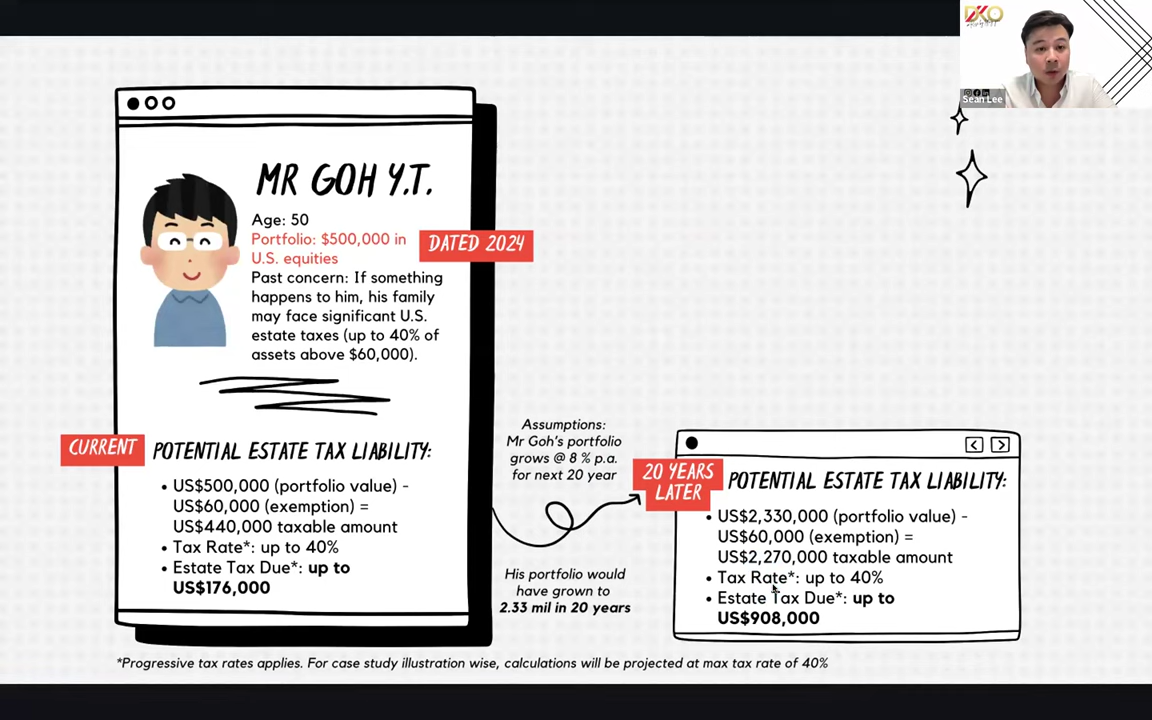 DKO
Sean Lee
MR GOH Y.T.
Age: 50
Portfolio: $500,000 in
U.S. equities
DATED 2024
Past concern: If something
happens to him, his family
may face significant U.S.
estate taxes (up to 40% of
assets above $60,000).
CURRENT
POTENTIAL ESTATE TAX LIABILITY:
• US$500,000 (portfolio value) -
US$60,000 (exemption) =
US$440,000 taxable amount
• Tax Rate*: up to 40%
• Estate Tax Due*: up to
US$176,000
Assumptions:
Mr Goh's portfolio
grows @ 8 % p.a.
for next 20 year
His portfolio would
have grown to
2.33 mil in 20 years
20 YEARS
LATER
POTENTIAL ESTATE TAX LIABILITY:
• US$2,330,000 (portfolio value) -
US$60,000 (exemption) =
US$2,270,000 taxable amount
• Tax Rate*: up to 40%
• Estate Tax Due*: up to
US$908,000
*Progressive tax rates applies. For case study illustration wise, calculations will be projected at max tax rate of 40%